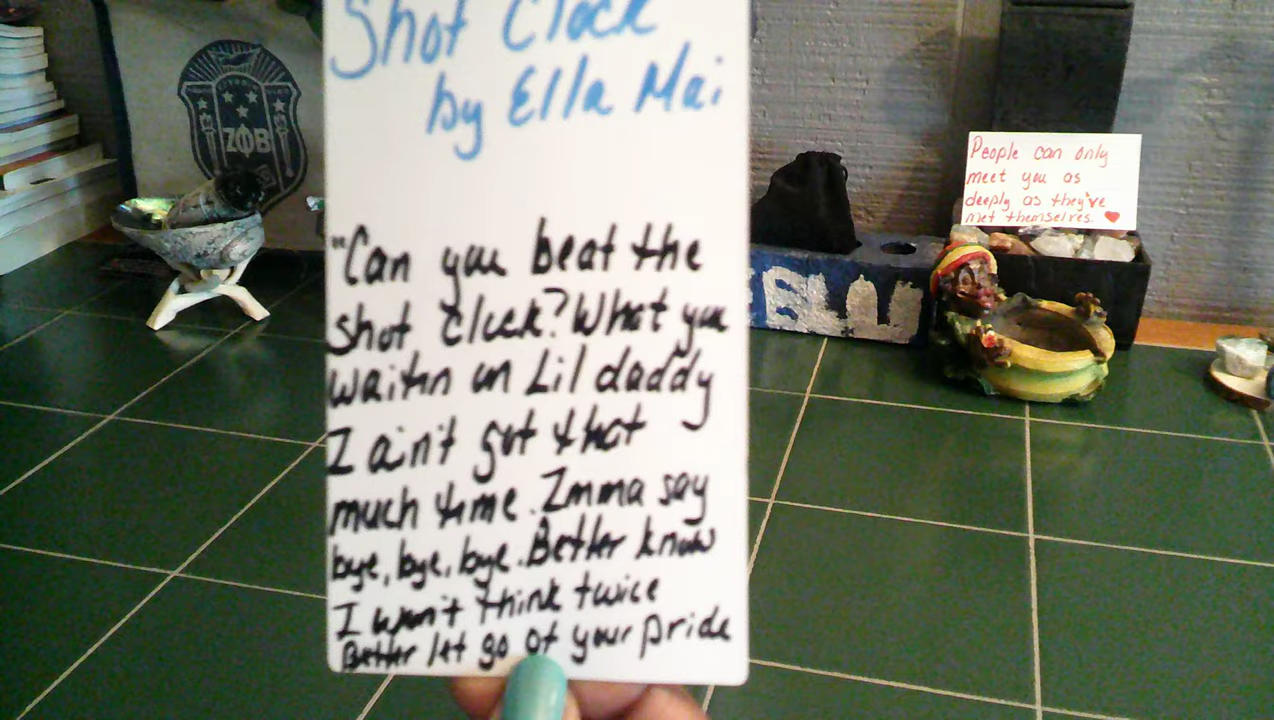 Shot Clock
by Ella Mai
"Can you beat the
shot clock? What you
waitin on Lil daddy
I ain't got that
much time. Imma say
bye, bye, bye. Better know
I won't think twice
Better let go of your pride
ZΦB
People can only
meet you as
deeply as they've
met themselves.